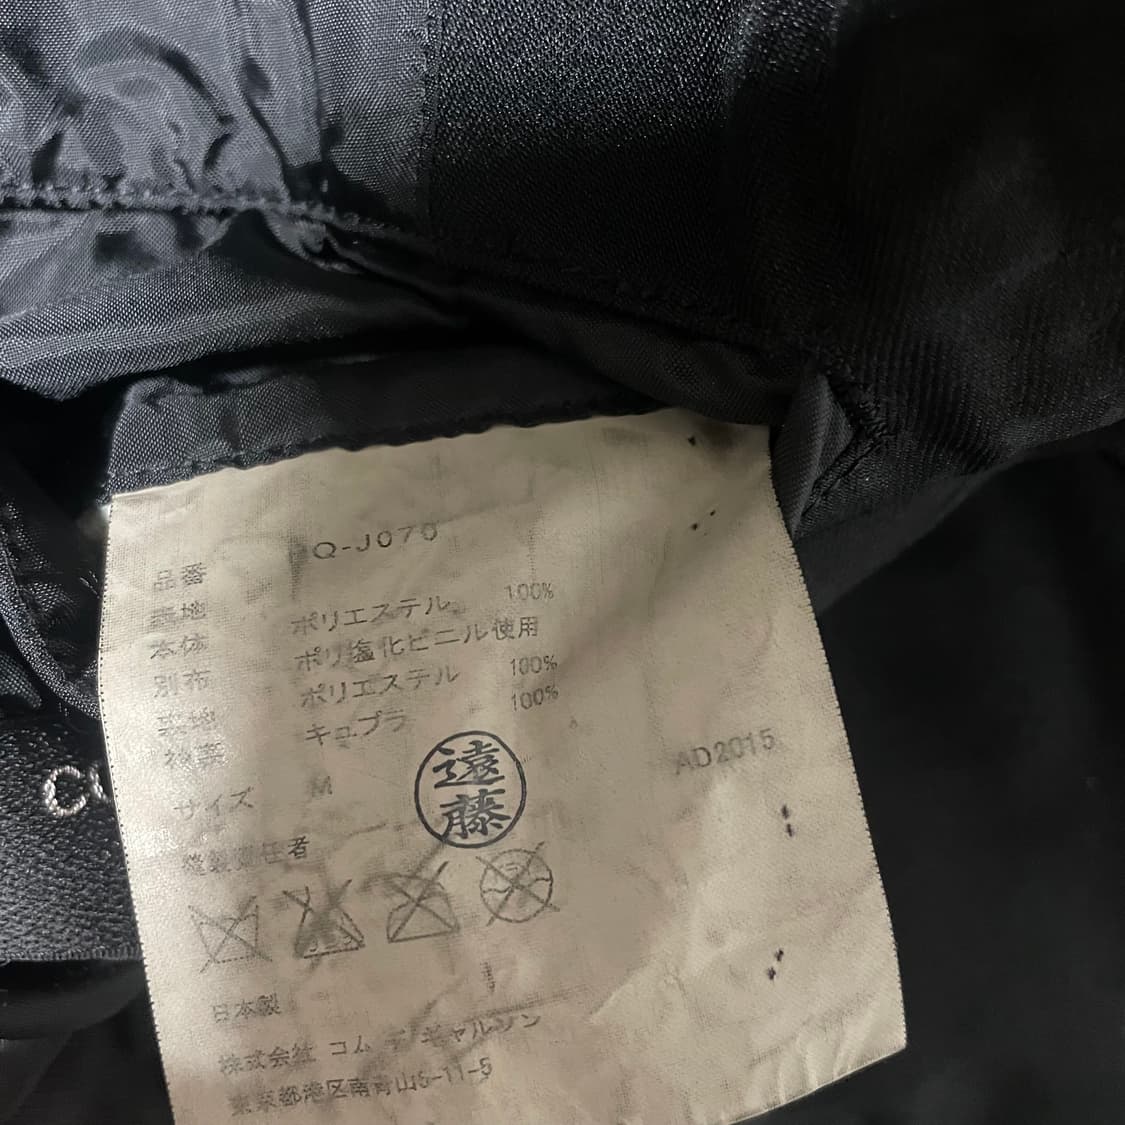 品番 Q-J070
表地
本体 ポリエステル 100%
別布 ポリ塩化ビニル使用
裏地 ポリエステル 100%
袖裏 キュプラ 100%
サイズ M
縫製責任者 遠藤
AD2015
日本製
株式会社 コム デ ギャルソン
東京都港区南青山5-11-5